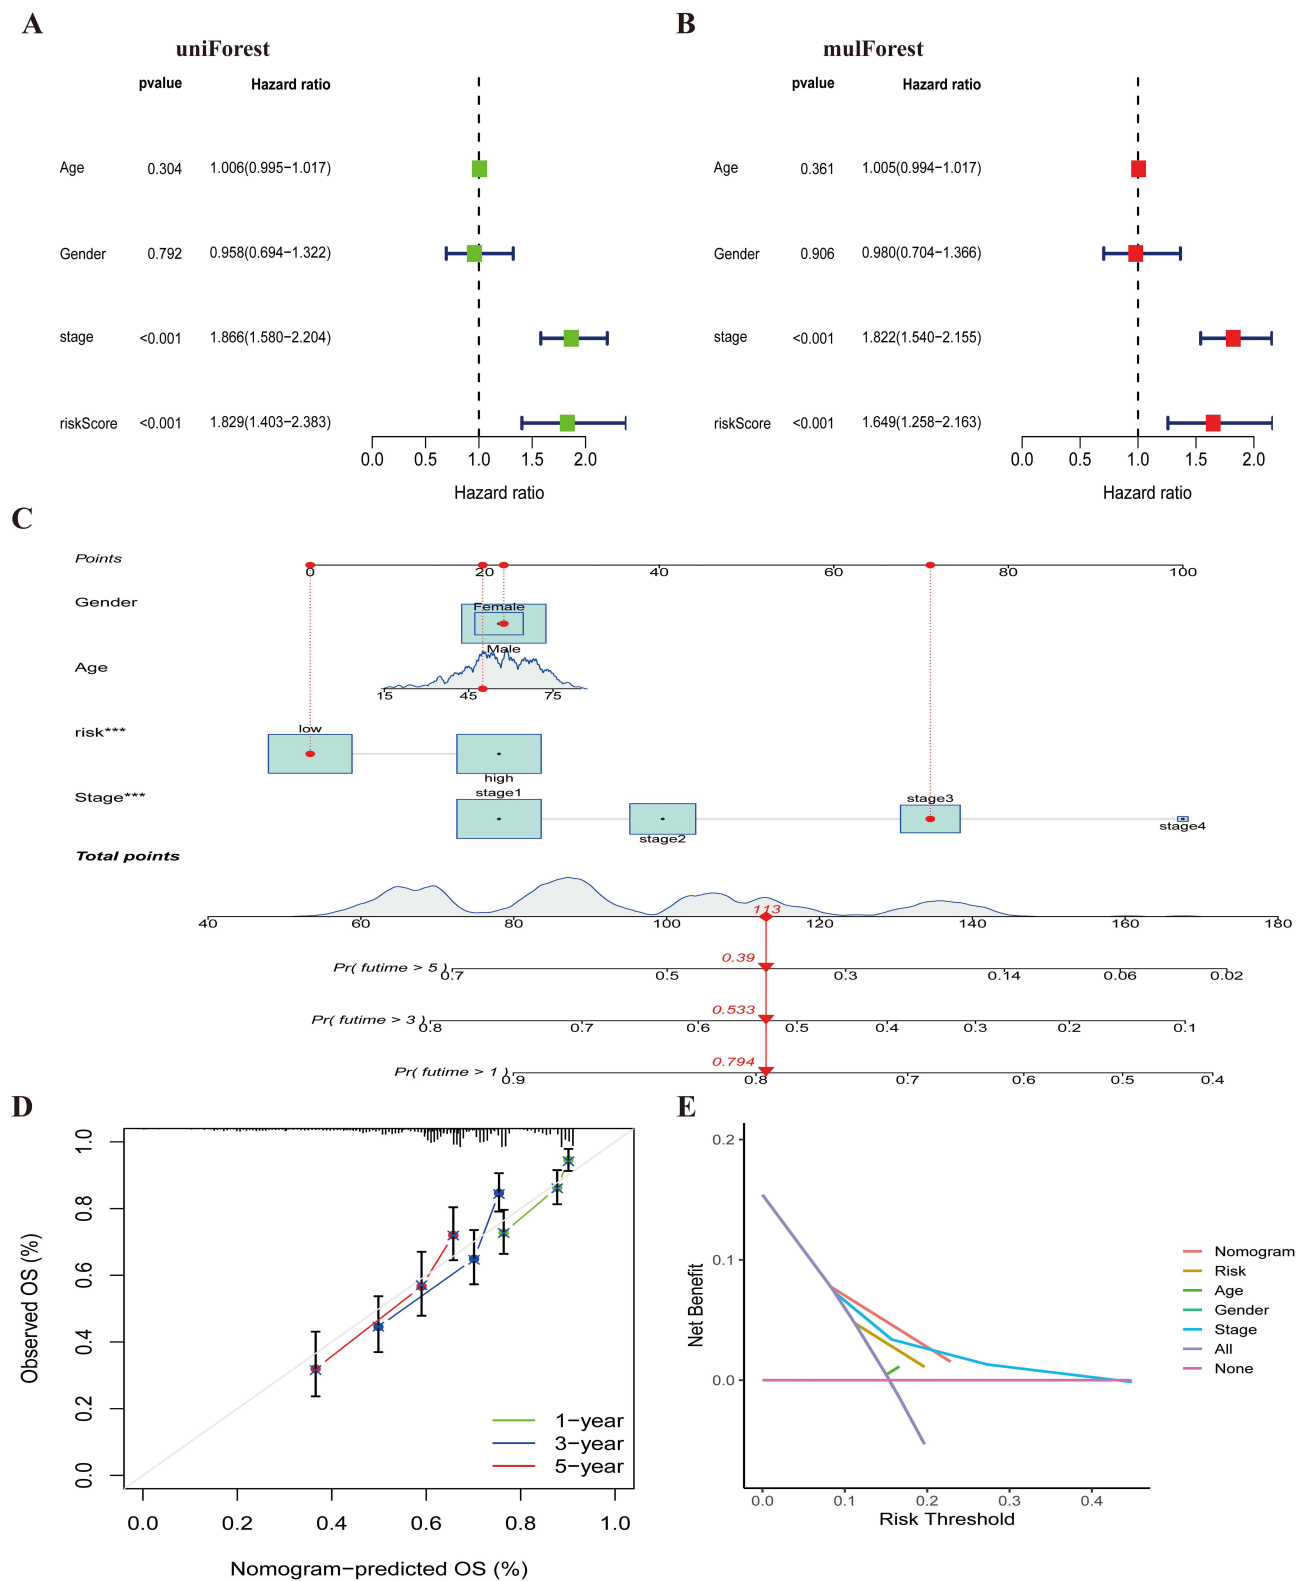 A
uniForest
pvalue Hazard ratio
Age 0.304 1.006(0.995−1.017)
Gender 0.792 0.958(0.694−1.322)
stage <0.001 1.866(1.580−2.204)
riskScore <0.001 1.829(1.403−2.383)
0.0 0.5 1.0 1.5 2.0
Hazard ratio
B
mulForest
pvalue Hazard ratio
Age 0.361 1.005(0.994−1.017)
Gender 0.906 0.980(0.704−1.366)
stage <0.001 1.822(1.540−2.155)
riskScore <0.001 1.649(1.258−2.163)
0.0 0.5 1.0 1.5 2.0
Hazard ratio
C
Points
0 20 40 60 80 100
Gender
Female
Male
Age
15 45 75
risk***
low
high
Stage***
stage1
stage2
stage3
stage4
Total points
113
40 60 80 100 120 140 160 180
0.39
Pr( futime > 5 )
0.7 0.5 0.3 0.14 0.06 0.02
0.533
Pr( futime > 3 )
0.8 0.7 0.6 0.5 0.4 0.3 0.2 0.1
0.794
Pr( futime > 1 )
0.9 0.8 0.7 0.6 0.5 0.4
D
Observed OS (%)
1.0
0.8
0.6
0.4
0.2
0.0
1−year
3−year
5−year
0.0 0.2 0.4 0.6 0.8 1.0
Nomogram−predicted OS (%)
E
Net Benefit
0.2
0.1
0.0
0.0 0.1 0.2 0.3 0.4
Risk Threshold
Nomogram
Risk
Age
Gender
Stage
All
None